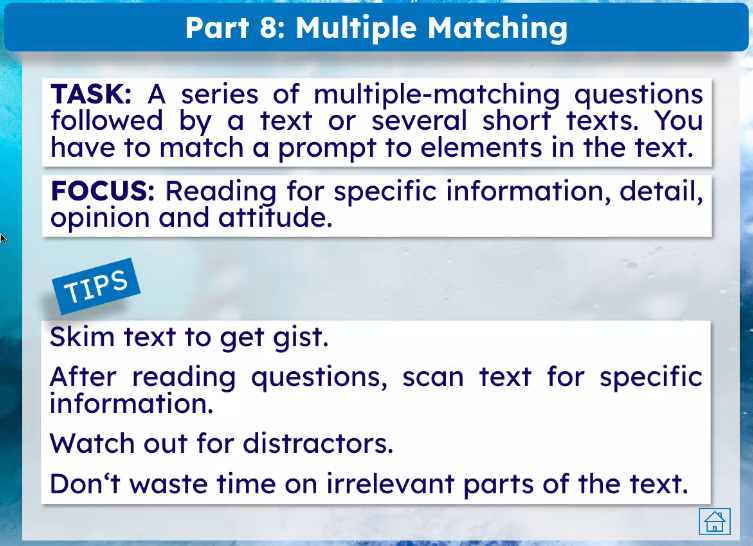 Part 8: Multiple Matching
TASK: A series of multiple-matching questions
followed by a text or several short texts. You
have to match a prompt to elements in the text.
FOCUS: Reading for specific information, detail,
opinion and attitude.
TIPS
Skim text to get gist.
After reading questions, scan text for specific
information.
Watch out for distractors.
Don‘t waste time on irrelevant parts of the text.